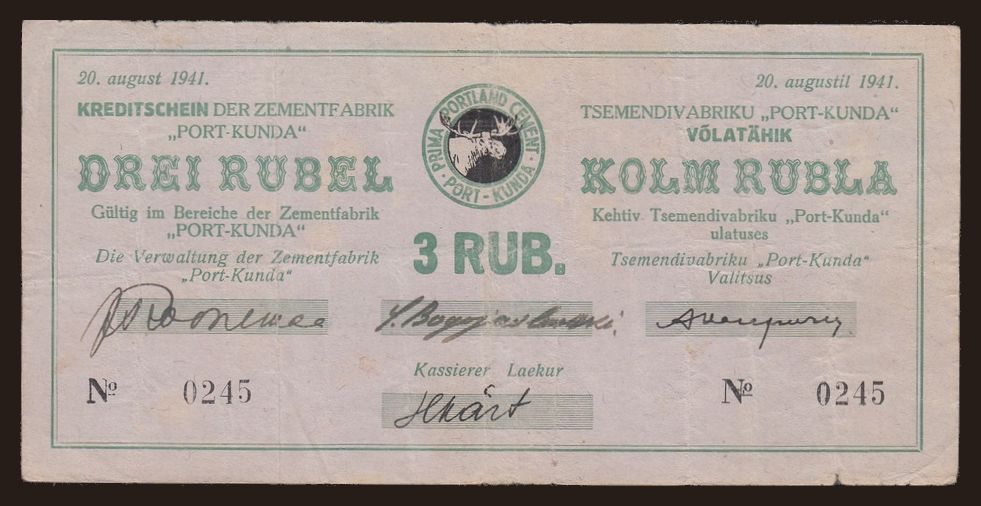 20. august 1941.
KREDITSCHEIN DER ZEMENTFABRIK
„PORT-KUNDA“
DREI RUBEL
Gültig im Bereiche der Zementfabrik
„PORT-KUNDA“
Die Verwaltung der Zementfabrik
„Port-Kunda“
PRIMA PORTLAND CEMENT
· PORT-KUNDA ·
3 RUB.
20. augustil 1941.
TSEMENDIVABRIKU „PORT-KUNDA“
VÕLATÄHIK
KOLM RUBLA
Kehtiv Tsemendivabriku „Port-Kunda“
ulatuses
Tsemendivabriku „Port-Kunda“
Valitsus
Kassierer Laekur
№ 0245
№ 0245